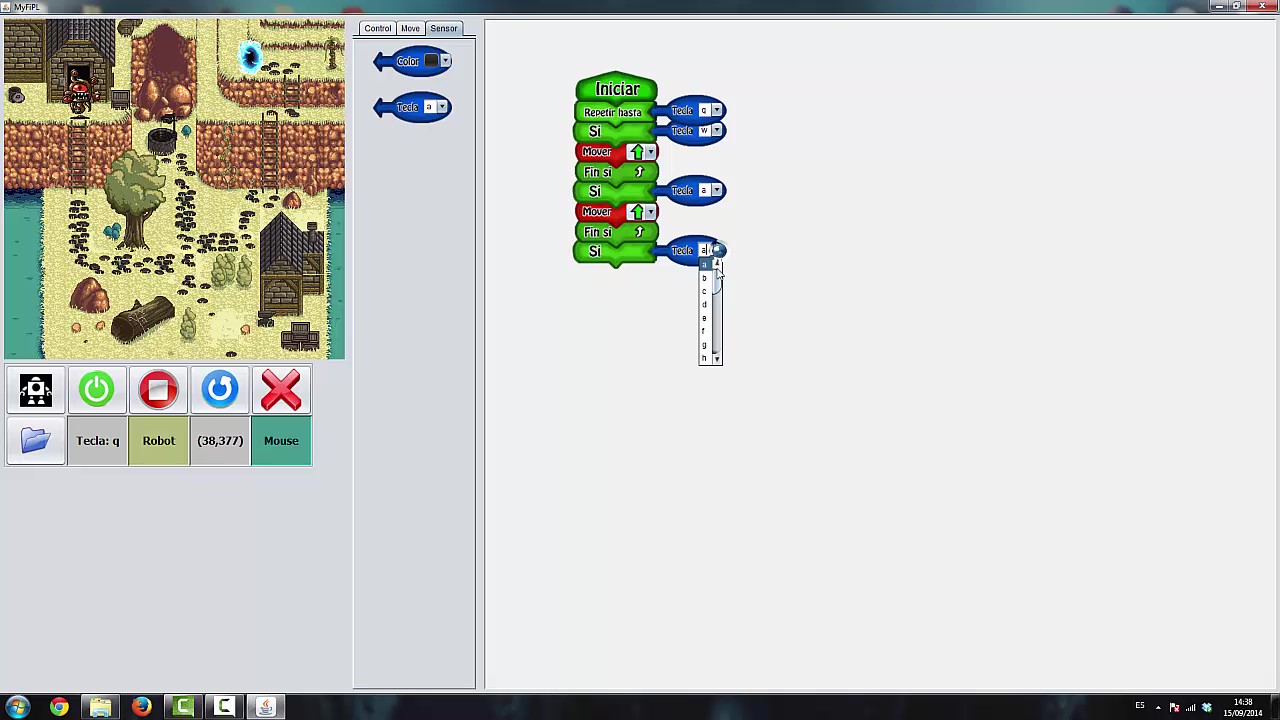 MyFiPL
Control Move Sensor
Color
Tecla a
Iniciar
Repetir hasta Tecla q
Si Tecla w
Mover
Fin si
Si Tecla a
Mover
Fin si
Si Tecla a
a
b
c
d
e
f
g
h
Tecla: q Robot (38,377) Mouse
ES 14:38
15/09/2014